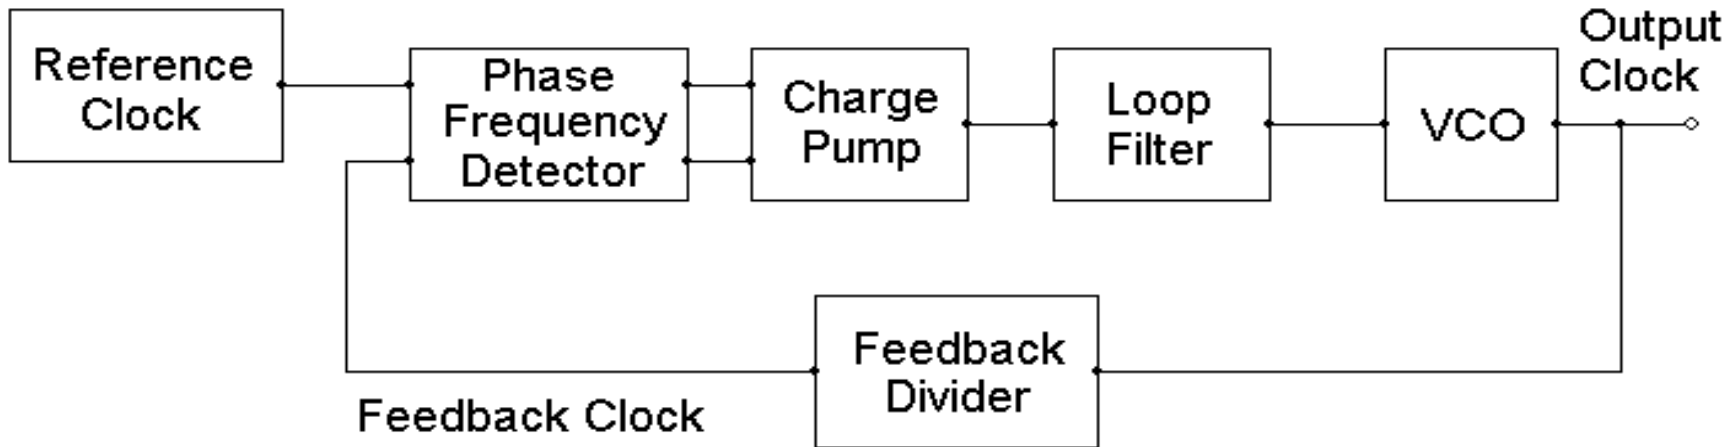 Reference
Clock
Phase
Frequency
Detector
Charge
Pump
Loop
Filter
VCO
Output
Clock
Feedback
Divider
Feedback Clock